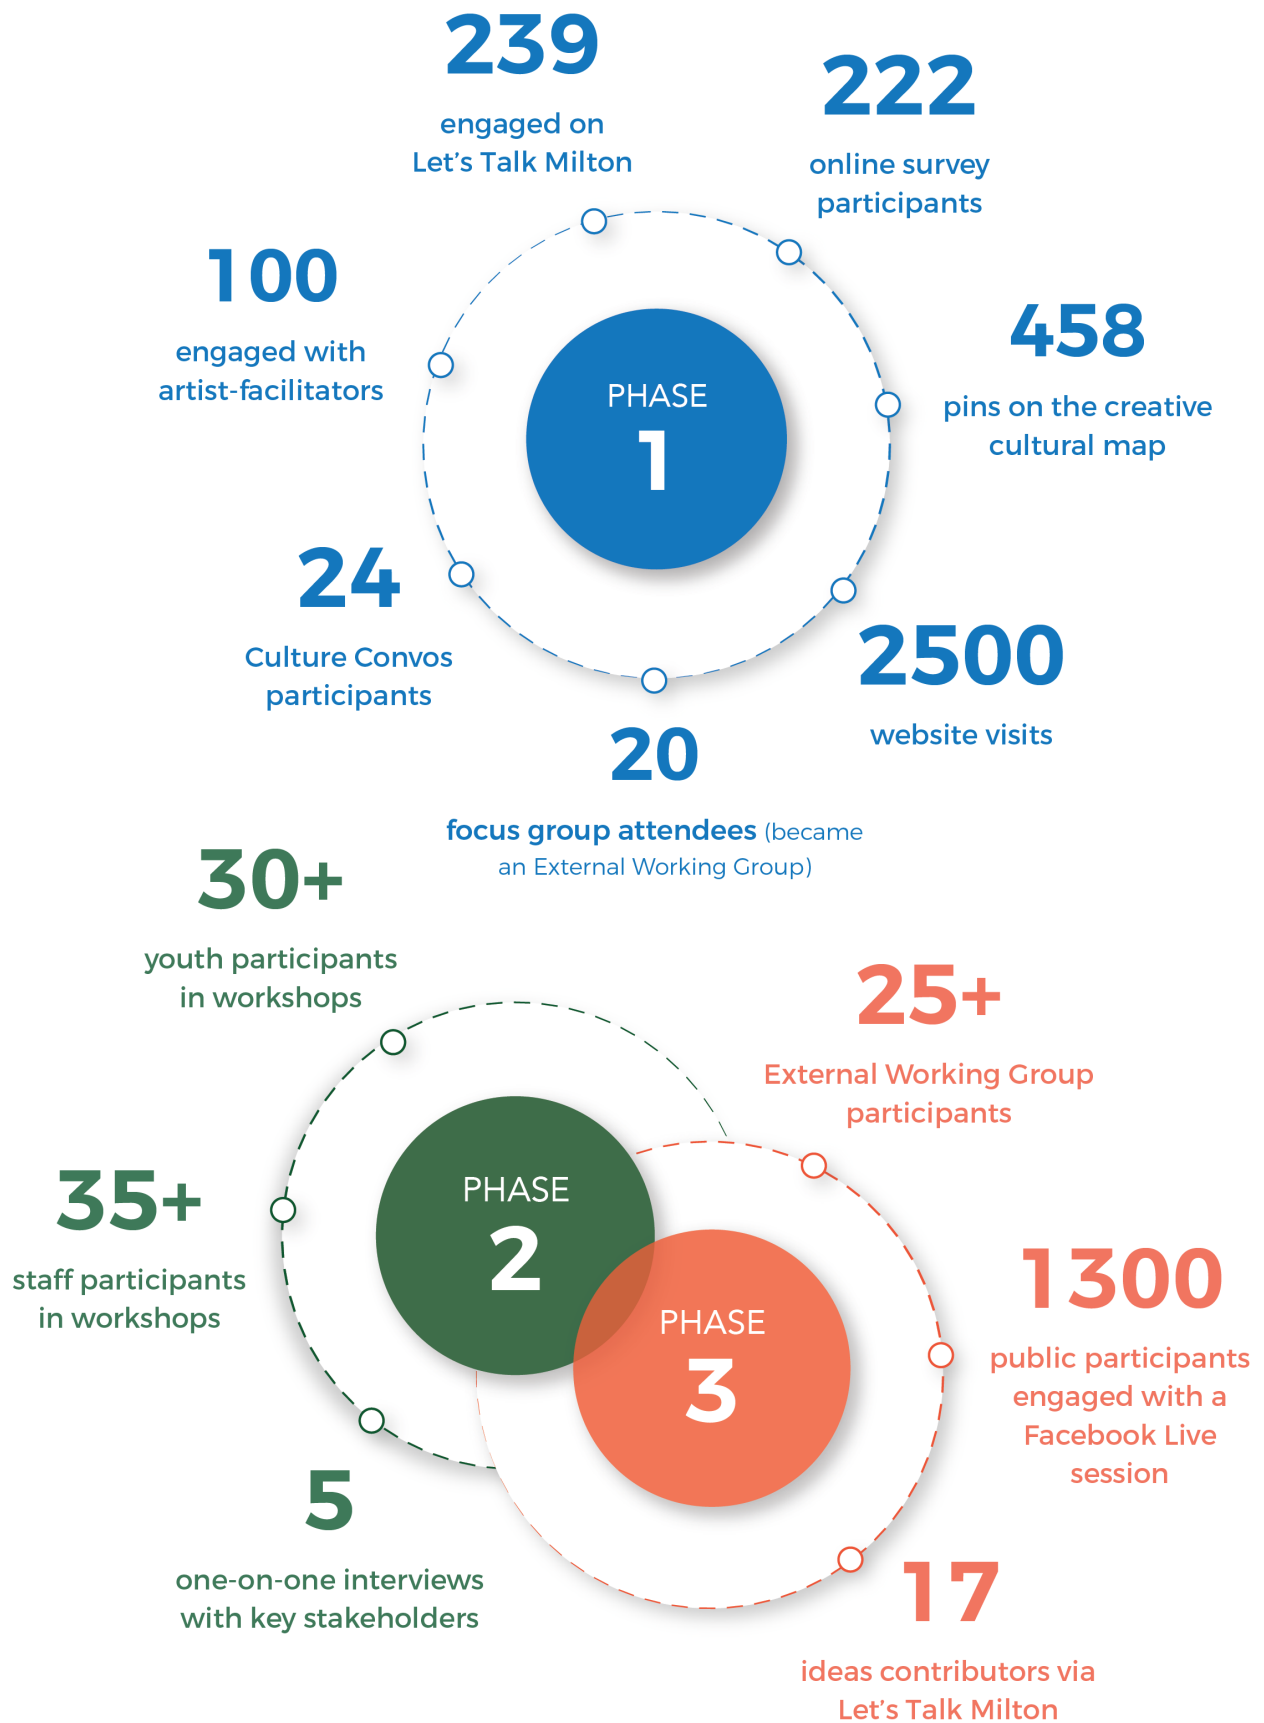 239
engaged on
Let's Talk Milton
222
online survey
participants
100
engaged with
artist-facilitators
458
pins on the creative
cultural map
PHASE
1
24
Culture Convos
participants
2500
website visits
20
focus group attendees (became
an External Working Group)
30+
youth participants
in workshops
25+
External Working Group
participants
35+
staff participants
in workshops
PHASE
2
PHASE
3
1300
public participants
engaged with a
Facebook Live
session
5
one-on-one interviews
with key stakeholders
17
ideas contributors via
Let's Talk Milton